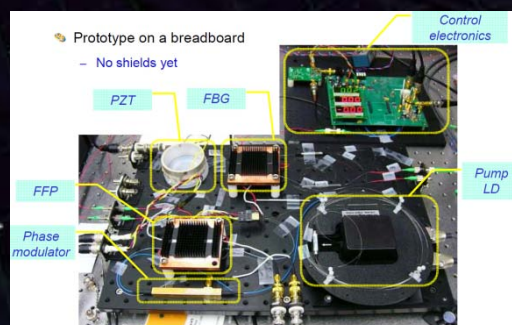 Prototype on a breadboard
– No shields yet
Control
electronics
PZT
FBG
FFP
Phase
modulator
Pump
LD